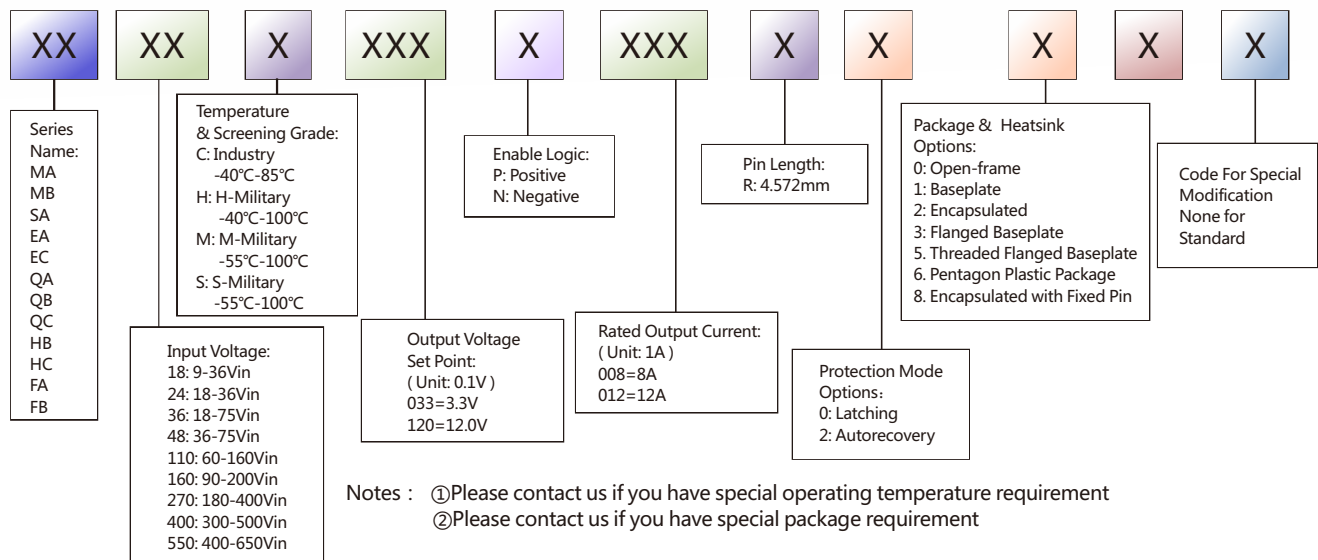 XX XX X XXX X XXX X X X X X
Series
Name:
MA
MB
SA
EA
EC
QA
QB
QC
HB
HC
FA
FB
Input Voltage:
18: 9-36Vin
24: 18-36Vin
36: 18-75Vin
48: 36-75Vin
110: 60-160Vin
160: 90-200Vin
270: 180-400Vin
400: 300-500Vin
550: 400-650Vin
Temperature
& Screening Grade:
C: Industry
-40℃-85℃
H: H-Military
-40℃-100℃
M: M-Military
-55℃-100℃
S: S-Military
-55℃-100℃
Output Voltage
Set Point:
( Unit: 0.1V )
033=3.3V
120=12.0V
Enable Logic:
P: Positive
N: Negative
Rated Output Current:
( Unit: 1A )
008=8A
012=12A
Pin Length:
R: 4.572mm
Protection Mode
Options：
0: Latching
2: Autorecovery
Package & Heatsink
Options:
0: Open-frame
1: Baseplate
2: Encapsulated
3: Flanged Baseplate
5. Threaded Flanged Baseplate
6. Pentagon Plastic Package
8. Encapsulated with Fixed Pin
Code For Special
Modification
None for
Standard
Notes： ①Please contact us if you have special operating temperature requirement
②Please contact us if you have special package requirement